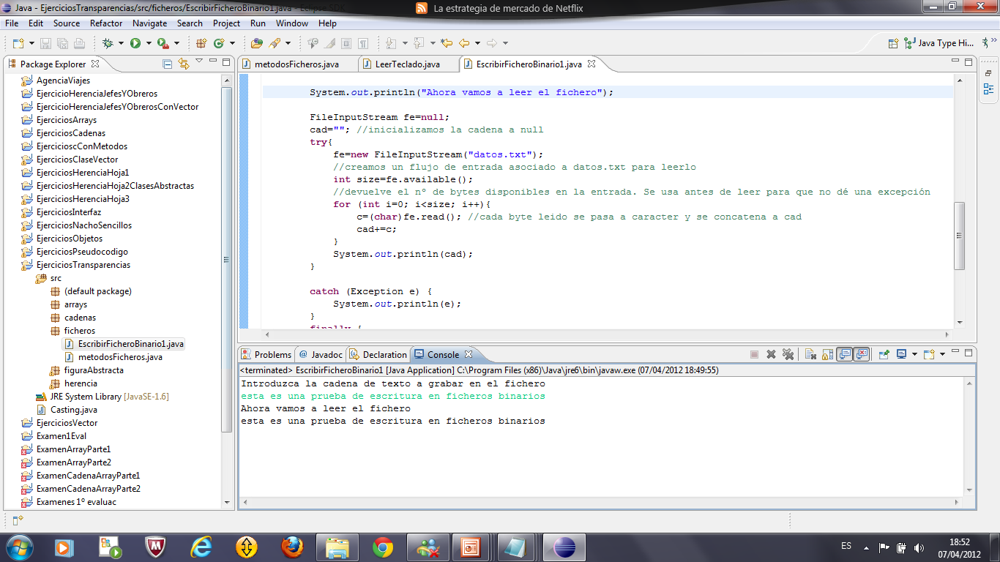 Java - EjerciciosTransparencias/src/ficheros/EscribirFicheroBinario1.java - Eclipse SDK
La estrategia de mercado de Netflix
File Edit Source Refactor Navigate Search Project Run Window Help
Java Type Hi...
Package Explorer
AgenciaViajes
EjercicioHerenciaJefesYObreros
EjercicioHerenciaJefesYObrerosConVector
EjerciciosArrays
EjerciciosCadenas
EjercicioscConMetodos
EjerciciosClaseVector
EjerciciosHerenciaHoja1
EjerciciosHerenciaHoja2ClasesAbstractas
EjerciciosHerenciaHoja3
EjerciciosInterfaz
EjerciciosNachoSencillos
EjerciciosObjetos
EjerciciosPseudocodigo
EjerciciosTransparencias
src
(default package)
arrays
cadenas
ficheros
EscribirFicheroBinario1.java
metodosFicheros.java
figuraAbstracta
herencia
JRE System Library [JavaSE-1.6]
Casting.java
EjerciciosVector
Examen1Eval
ExamenArrayParte1
ExamenArrayParte2
ExamenCadenaArrayParte1
ExamenCadenaArrayParte2
Examenes 1º evaluac
metodosFicheros.java LeerTeclado.java EscribirFicheroBinario1.java
System.out.println("Ahora vamos a leer el fichero");
FileInputStream fe=null;
cad=""; //inicializamos la cadena a null
try{
fe=new FileInputStream("datos.txt");
//creamos un flujo de entrada asociado a datos.txt para leerlo
int size=fe.available();
//devuelve el nº de bytes disponibles en la entrada. Se usa antes de leer para que no dé una excepción
for (int i=0; i<size; i++){
c=(char)fe.read(); //cada byte leido se pasa a caracter y se concatena a cad
cad+=c;
}
System.out.println(cad);
}
catch (Exception e) {
System.out.println(e);
}
finally {
Problems Javadoc Declaration Console
<terminated> EscribirFicheroBinario1 [Java Application] C:\Program Files (x86)\Java\jre6\bin\javaw.exe (07/04/2012 18:49:55)
Introduzca la cadena de texto a grabar en el fichero
esta es una prueba de escritura en ficheros binarios
Ahora vamos a leer el fichero
esta es una prueba de escritura en ficheros binarios
ES
18:52
07/04/2012